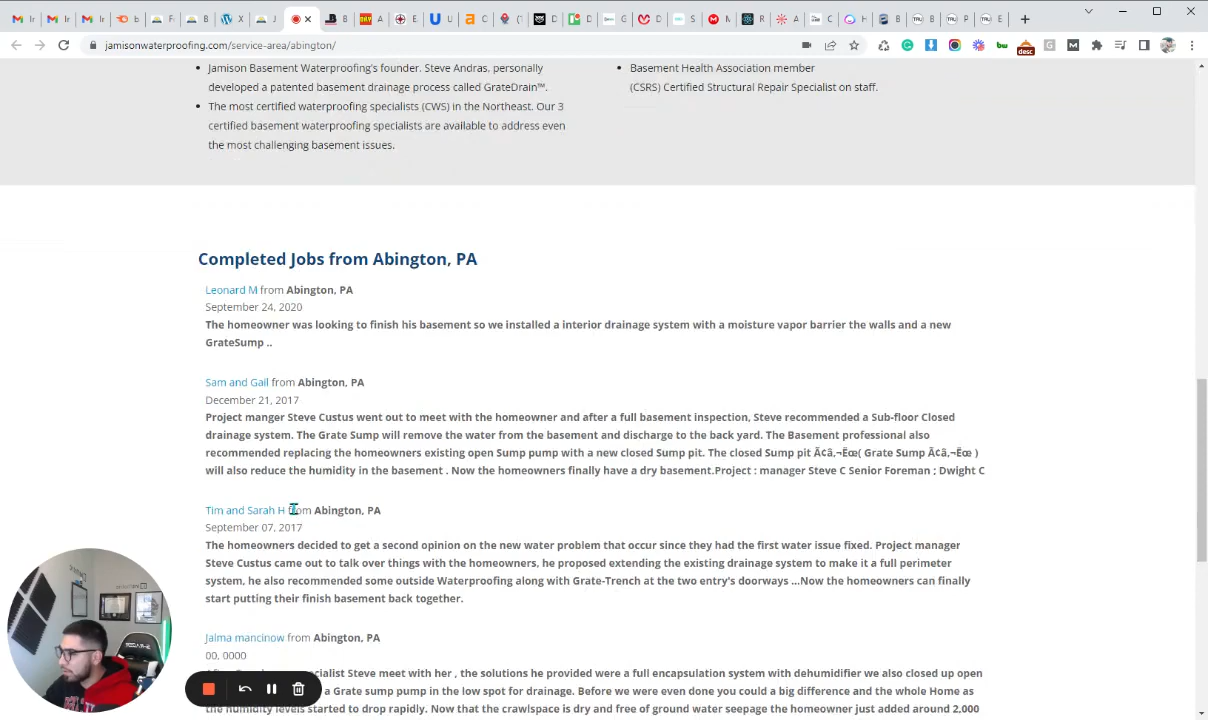 jamisonwaterproofing.com/service-area/abington/
Jamison Basement Waterproofing's founder. Steve Andras, personally
developed a patented basement drainage process called GrateDrain™.
The most certified waterproofing specialists (CWS) in the Northeast. Our 3
certified basement waterproofing specialists are available to address even
the most challenging basement issues.
Basement Health Association member
(CSRS) Certified Structural Repair Specialist on staff.
Completed Jobs from Abington, PA
Leonard M from Abington, PA
September 24, 2020
The homeowner was looking to finish his basement so we installed a interior drainage system with a moisture vapor barrier the walls and a new
GrateSump ..
Sam and Gail from Abington, PA
December 21, 2017
Project manger Steve Custus went out to meet with the homeowner and after a full basement inspection, Steve recommended a Sub-floor Closed
drainage system. The Grate Sump will remove the water from the basement and discharge to the back yard. The Basement professional also
recommended replacing the homeowners existing open Sump pump with a new closed Sump pit. The closed Sump pit Ã¢â‚¬Ëœ( Grate Sump Ã¢â‚¬Ëœ )
will also reduce the humidity in the basement . Now the homeowners finally have a dry basement.Project : manager Steve C Senior Foreman ; Dwight C
Tim and Sarah H from Abington, PA
September 07, 2017
The homeowners decided to get a second opinion on the new water problem that occur since they had the first water issue fixed. Project manager
Steve Custus came out to talk over things with the homeowners, he proposed extending the existing drainage system to make it a full perimeter
system, he also recommended some outside Waterproofing along with Grate-Trench at the two entry's doorways ...Now the homeowners can finally
start putting their finish basement back together.
Jalma mancinow from Abington, PA
00, 0000
Steve meet with her , the solutions he provided were a full encapsulation system with dehumidifier we also closed up open
a Grate sump pump in the low spot for drainage. Before we were even done you could a big difference and the whole Home as
the humidity levels started to drop rapidly. Now that the crawlspace is dry and free of ground water seepage the homeowner just added around 2,000